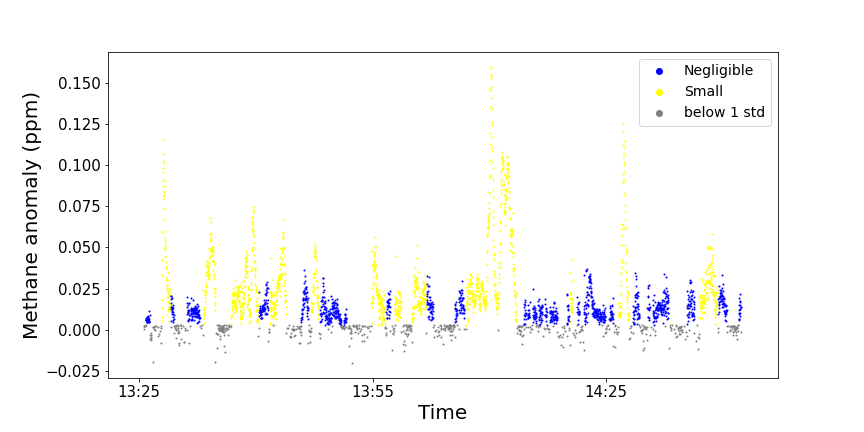 Negligible
Small
below 1 std
Methane anomaly (ppm)
0.150
0.125
0.100
0.075
0.050
0.025
0.000
−0.025
13:25 13:55 14:25
Time